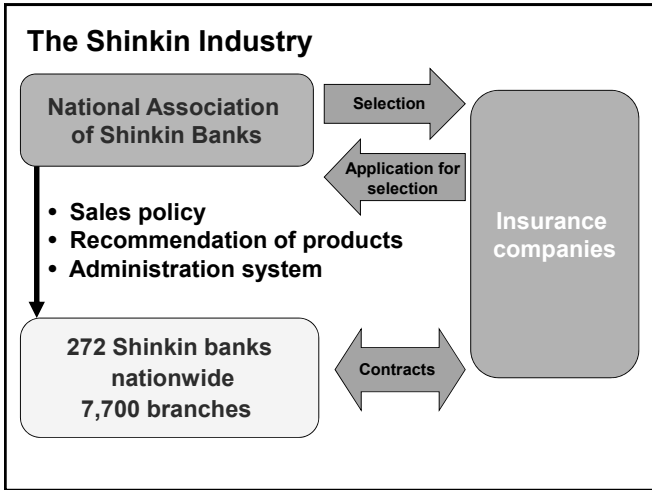 The Shinkin Industry
National Association
of Shinkin Banks
Selection
Application for
selection
• Sales policy
• Recommendation of products
• Administration system
Insurance
companies
272 Shinkin banks
nationwide
7,700 branches
Contracts